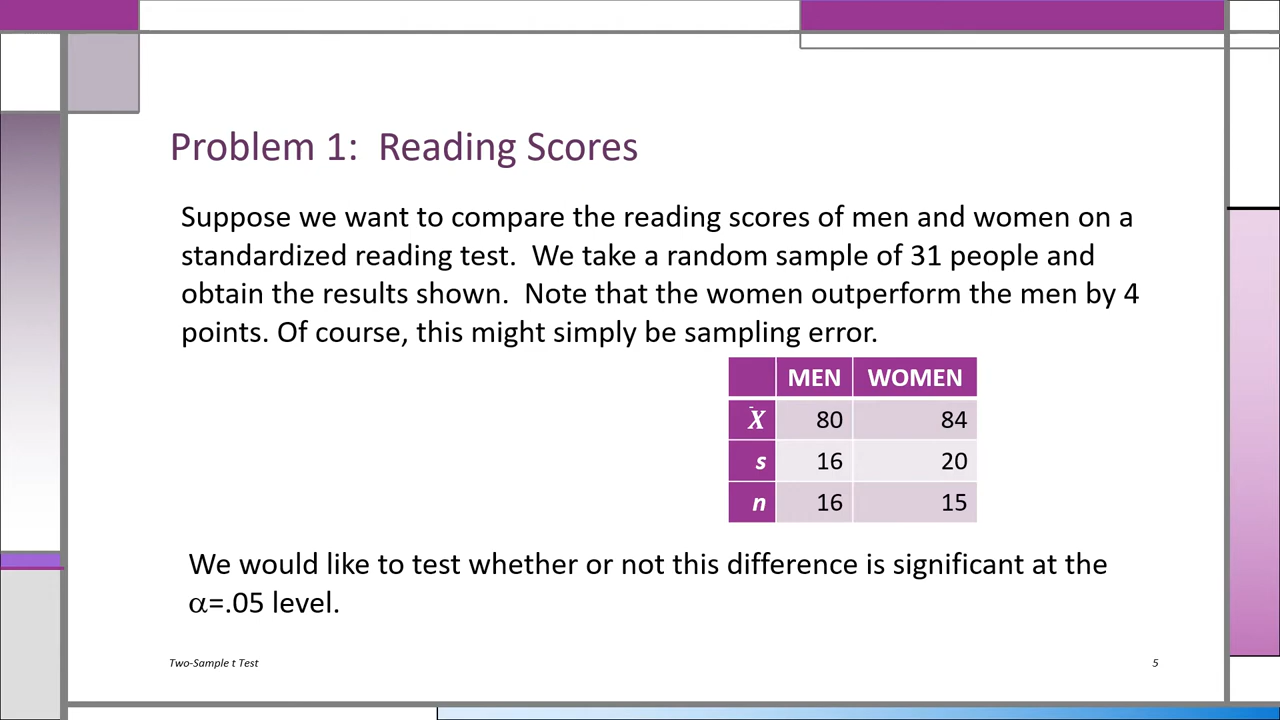 Problem 1:  Reading Scores
Suppose we want to compare the reading scores of men and women on a
standardized reading test.  We take a random sample of 31 people and
obtain the results shown.  Note that the women outperform the men by 4
points. Of course, this might simply be sampling error.
MEN WOMEN
X̄ 80 84
s 16 20
n 16 15
We would like to test whether or not this difference is significant at the
α=.05 level.
Two-Sample t Test 5